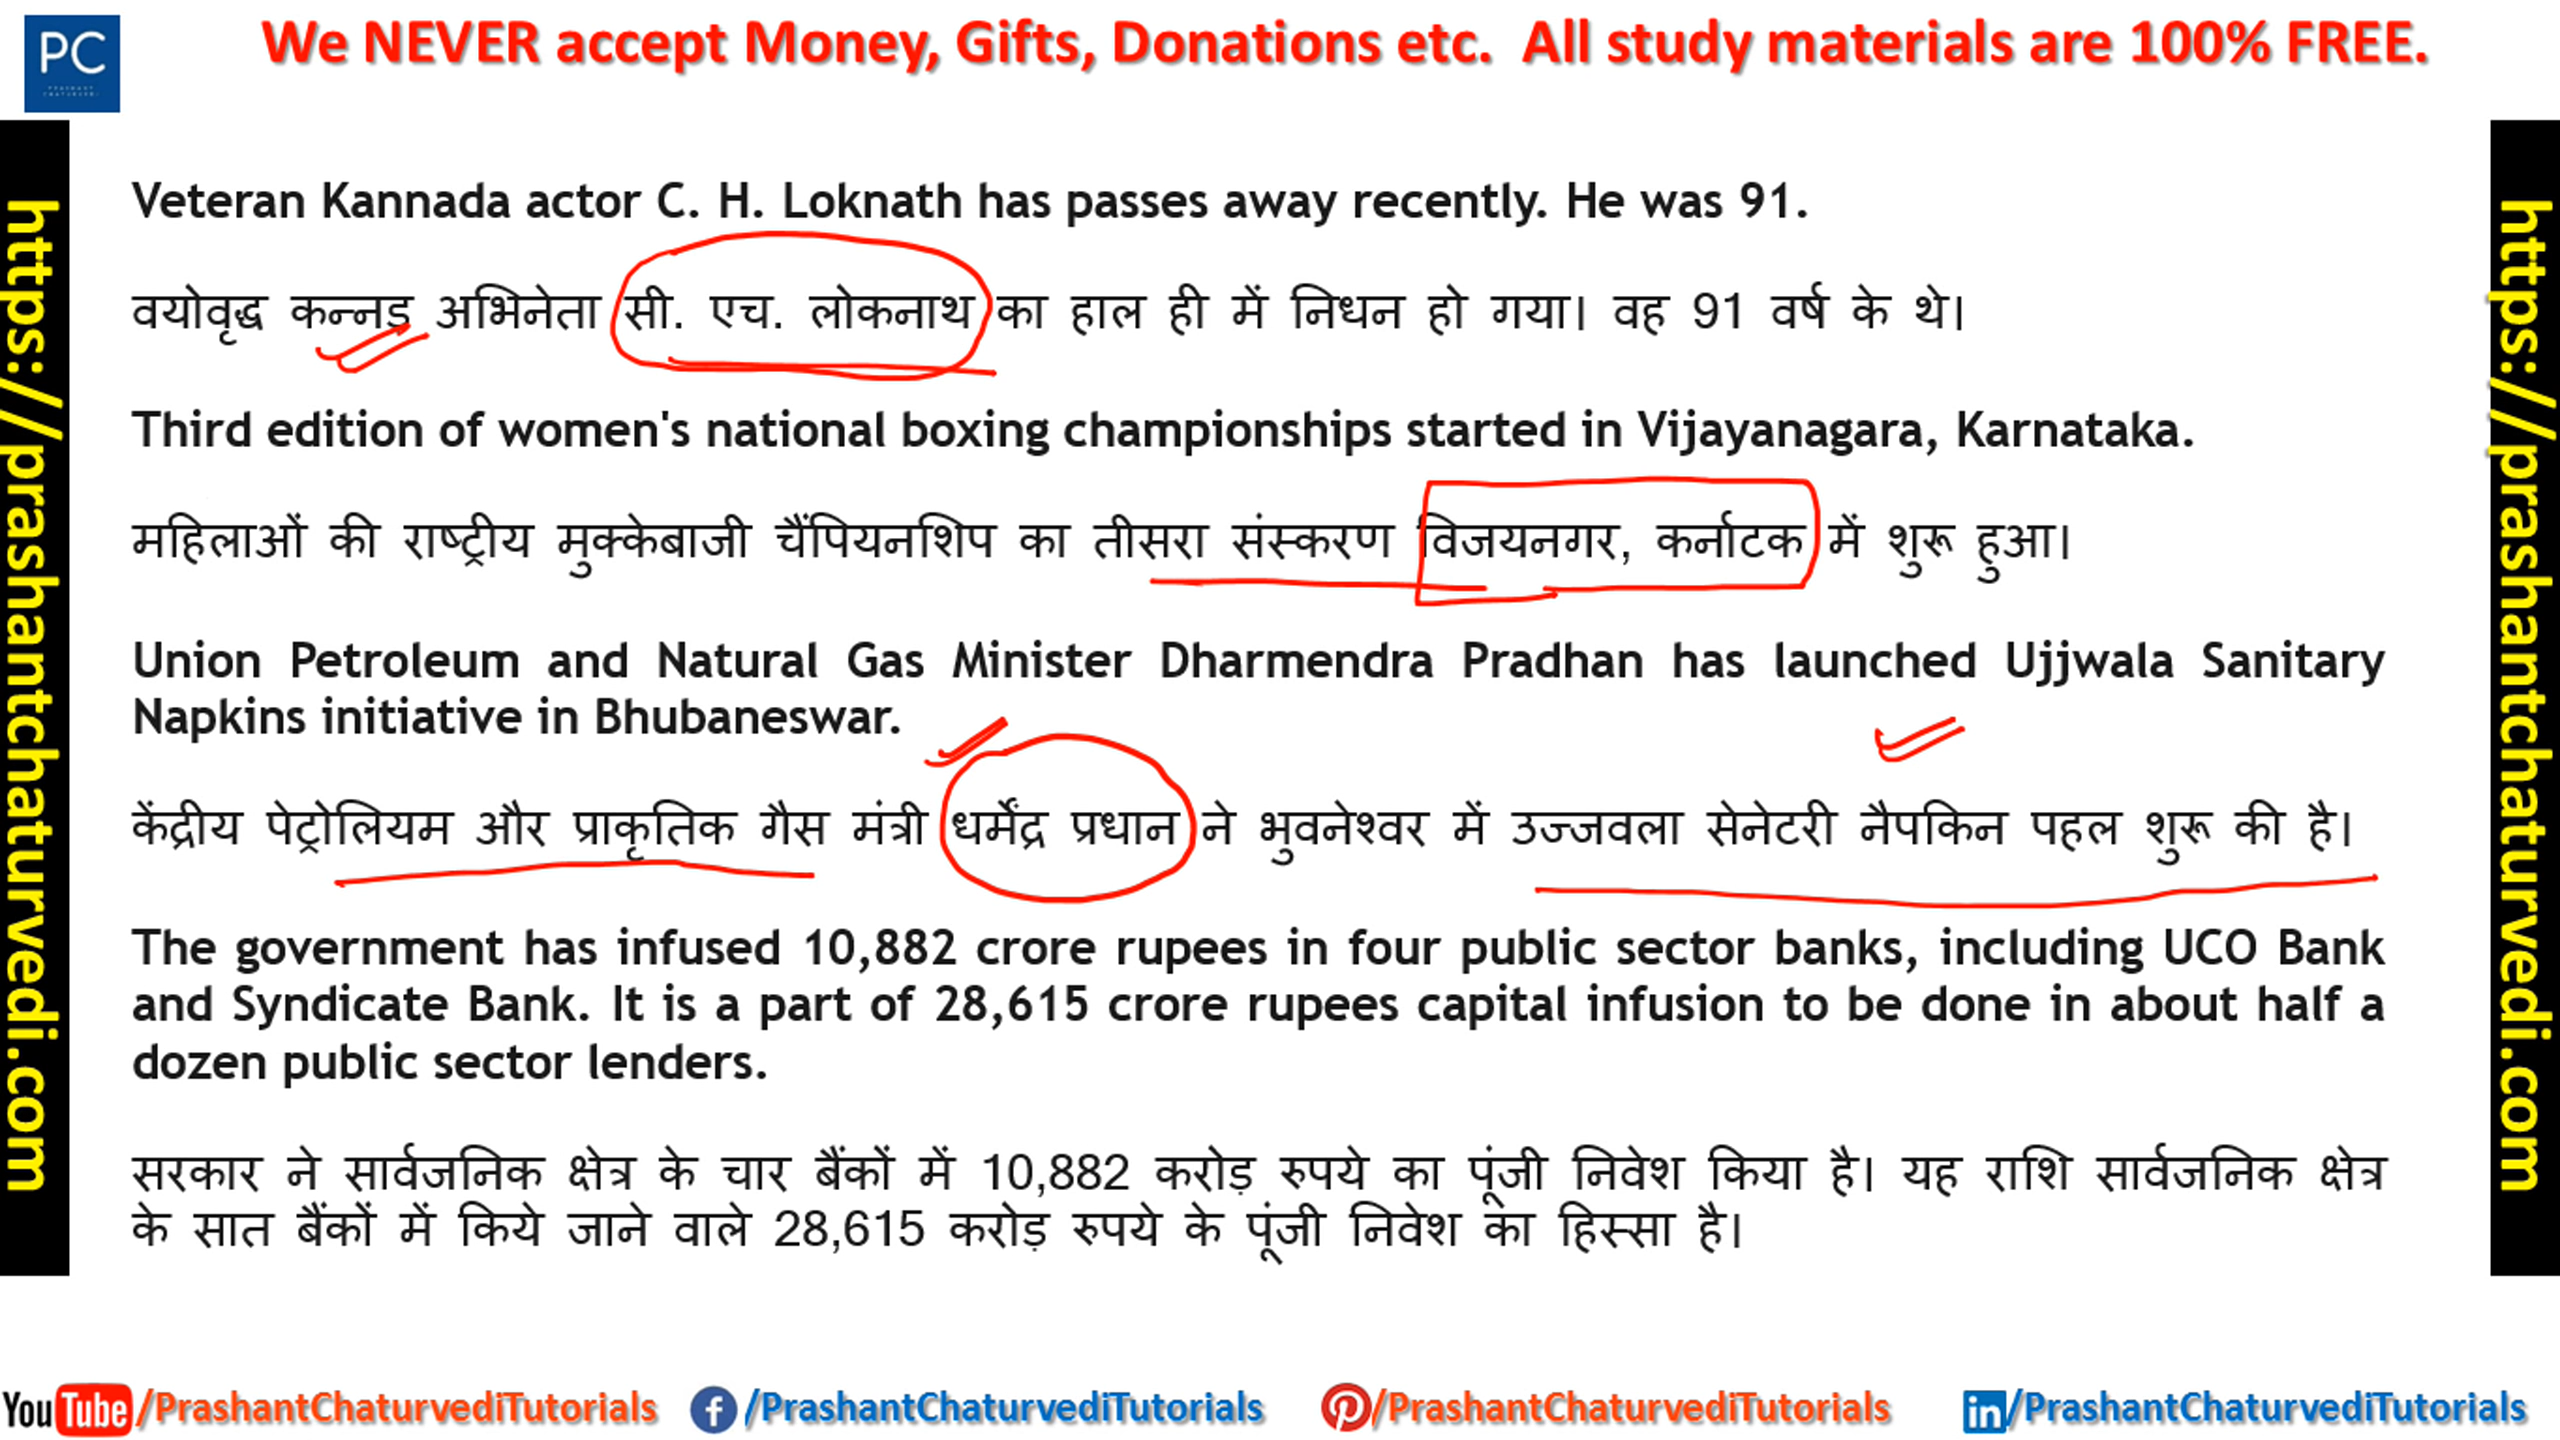 PC
PRASHANT
CHATURVEDI
We NEVER accept Money, Gifts, Donations etc. All study materials are 100% FREE.
https://prashantchaturvedi.com
Veteran Kannada actor C. H. Loknath has passes away recently. He was 91.
वयोवृद्ध कन्नड़ अभिनेता सी. एच. लोकनाथ का हाल ही में निधन हो गया। वह 91 वर्ष के थे।
Third edition of women's national boxing championships started in Vijayanagara, Karnataka.
महिलाओं की राष्ट्रीय मुक्केबाजी चैंपियनशिप का तीसरा संस्करण विजयनगर, कर्नाटक में शुरू हुआ।
Union Petroleum and Natural Gas Minister Dharmendra Pradhan has launched Ujjwala Sanitary
Napkins initiative in Bhubaneswar.
केंद्रीय पेट्रोलियम और प्राकृतिक गैस मंत्री धर्मेंद्र प्रधान ने भुवनेश्वर में उज्जवला सेनेटरी नैपकिन पहल शुरू की है।
The government has infused 10,882 crore rupees in four public sector banks, including UCO Bank
and Syndicate Bank. It is a part of 28,615 crore rupees capital infusion to be done in about half a
dozen public sector lenders.
सरकार ने सार्वजनिक क्षेत्र के चार बैंकों में 10,882 करोड़ रुपये का पूंजी निवेश किया है। यह राशि सार्वजनिक क्षेत्र
के सात बैंकों में किये जाने वाले 28,615 करोड़ रुपये के पूंजी निवेश का हिस्सा है।
https://prashantchaturvedi.com
YouTube/PrashantChaturvediTutorials
/PrashantChaturvediTutorials
/PrashantChaturvediTutorials
in/PrashantChaturvediTutorials